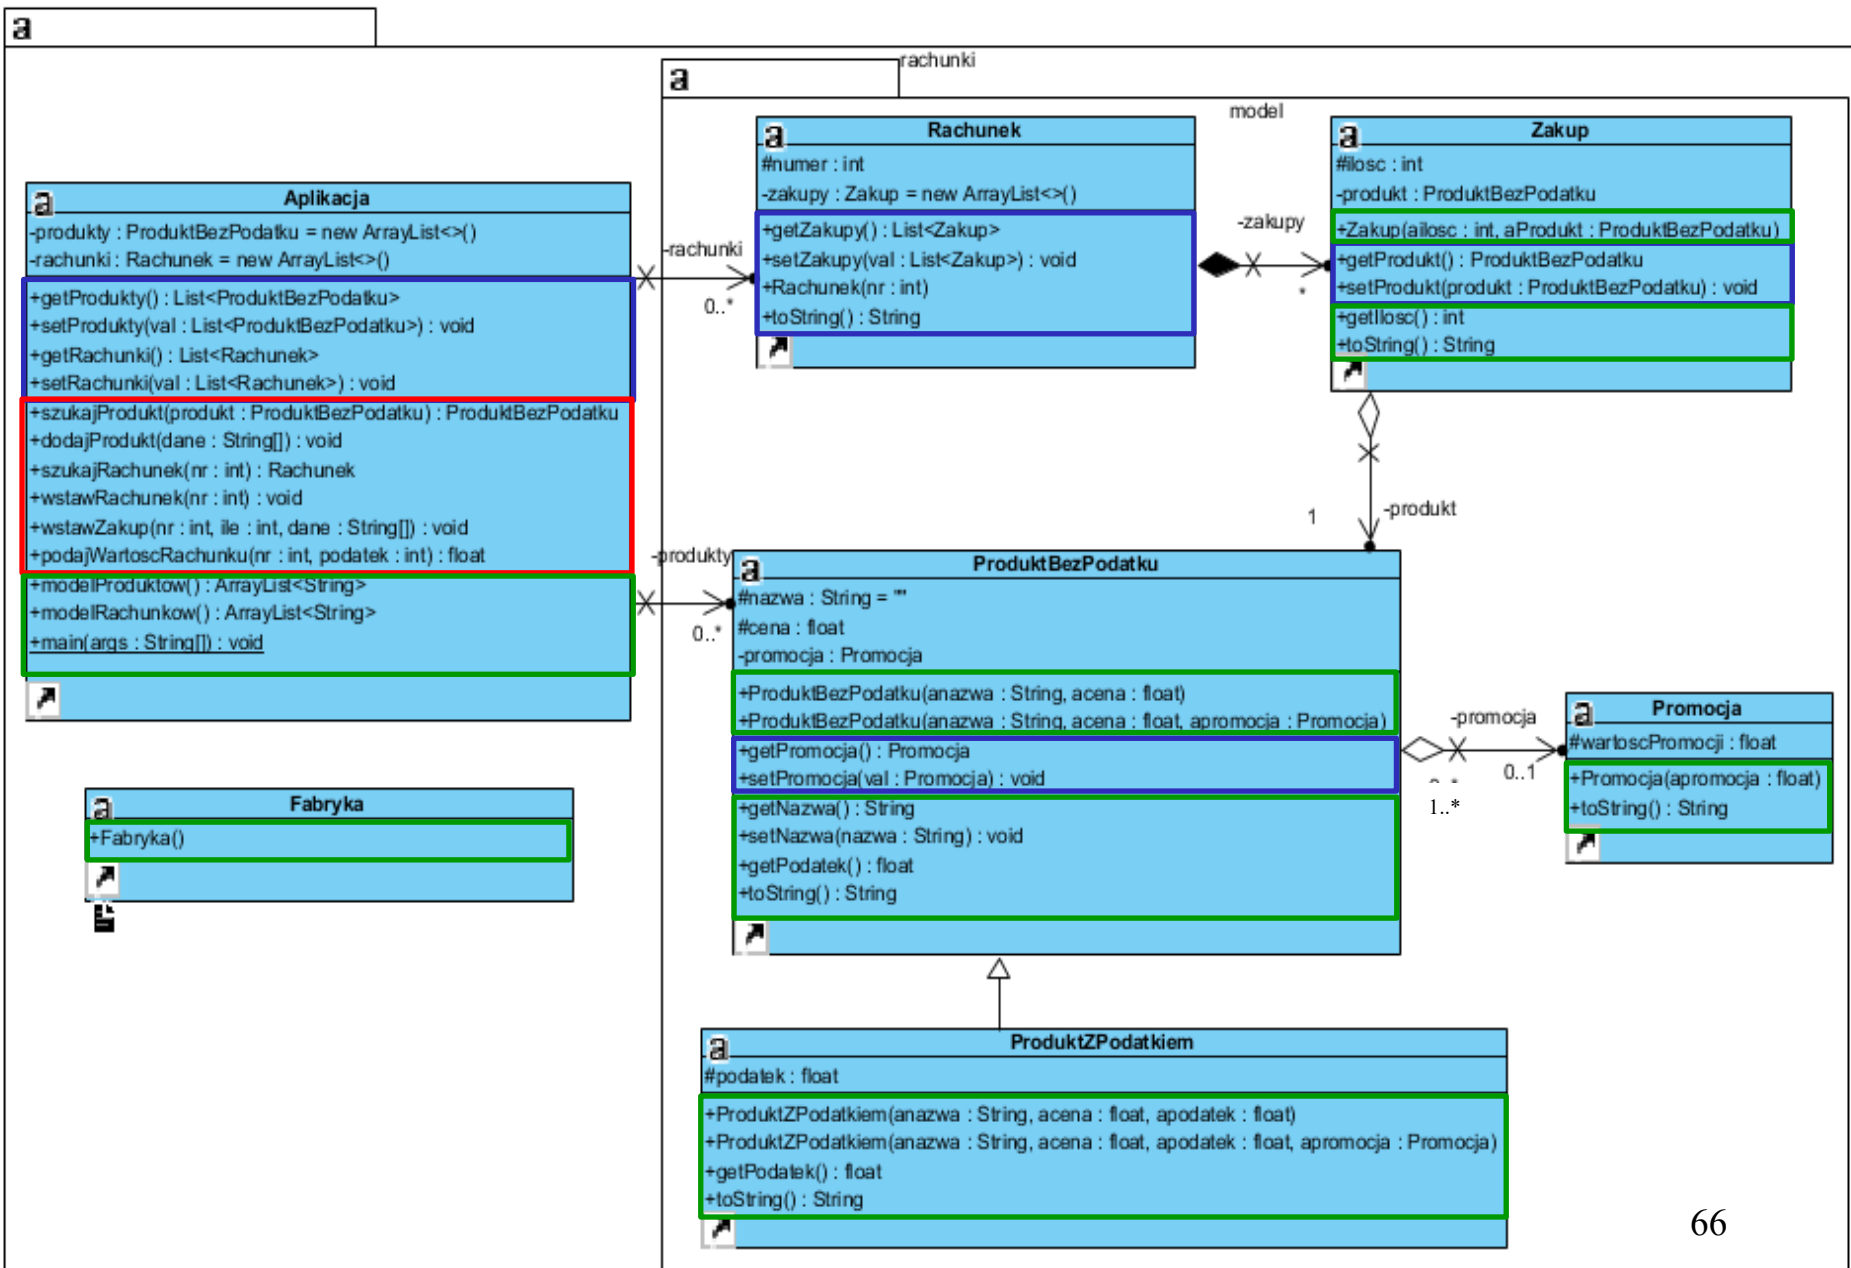 a
rachunki
a
model
a
Rachunek
#numer : int
-zakupy : Zakup = new ArrayList<>()
+getZakupy() : List<Zakup>
+setZakupy(val : List<Zakup>) : void
+Rachunek(nr : int)
+toString() : String
-zakupy
*
a
Zakup
#ilosc : int
-produkt : ProduktBezPodatku
+Zakup(ailosc : int, aProdukt : ProduktBezPodatku)
+getProdukt() : ProduktBezPodatku
+setProdukt(produkt : ProduktBezPodatku) : void
+getIlosc() : int
+toString() : String
a
Aplikacja
-produkty : ProduktBezPodatku = new ArrayList<>()
-rachunki : Rachunek = new ArrayList<>()
+getProdukty() : List<ProduktBezPodatku>
+setProdukty(val : List<ProduktBezPodatku>) : void
+getRachunki() : List<Rachunek>
+setRachunki(val : List<Rachunek>) : void
+szukajProdukt(produkt : ProduktBezPodatku) : ProduktBezPodatku
+dodajProdukt(dane : String[]) : void
+szukajRachunek(nr : int) : Rachunek
+wstawRachunek(nr : int) : void
+wstawZakup(nr : int, ile : int, dane : String[]) : void
+podajWartoscRachunku(nr : int, podatek : int) : float
+modelProduktow() : ArrayList<String>
+modelRachunkow() : ArrayList<String>
+main(args : String[]) : void
-rachunki
0..*
-produkty
0..*
1
-produkt
a
ProduktBezPodatku
#nazwa : String = ""
#cena : float
-promocja : Promocja
+ProduktBezPodatku(anazwa : String, acena : float)
+ProduktBezPodatku(anazwa : String, acena : float, apromocja : Promocja)
+getPromocja() : Promocja
+setPromocja(val : Promocja) : void
+getNazwa() : String
+setNazwa(nazwa : String) : void
+getPodatek() : float
+toString() : String
-promocja
0..1
1..*
a
Promocja
#wartoscPromocji : float
+Promocja(apromocja : float)
+toString() : String
a
Fabryka
+Fabryka()
a
ProduktZPodatkiem
#podatek : float
+ProduktZPodatkiem(anazwa : String, acena : float, apodatek : float)
+ProduktZPodatkiem(anazwa : String, acena : float, apodatek : float, apromocja : Promocja)
+getPodatek() : float
+toString() : String
66